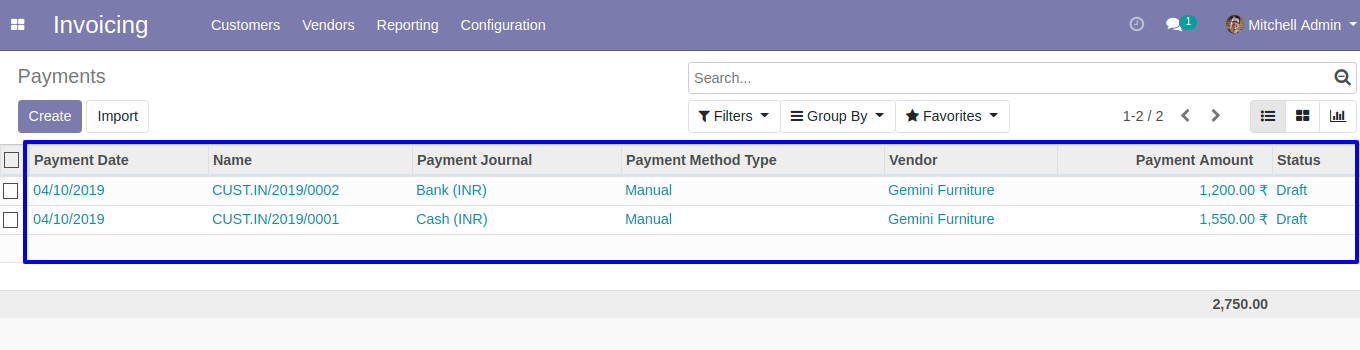 Invoicing Customers Vendors Reporting Configuration 1 Mitchell Admin
Payments Search...
Create Import Filters Group By Favorites 1-2 / 2
Payment Date Name Payment Journal Payment Method Type Vendor Payment Amount Status
04/10/2019 CUST.IN/2019/0002 Bank (INR) Manual Gemini Furniture 1,200.00 ₹ Draft
04/10/2019 CUST.IN/2019/0001 Cash (INR) Manual Gemini Furniture 1,550.00 ₹ Draft
2,750.00